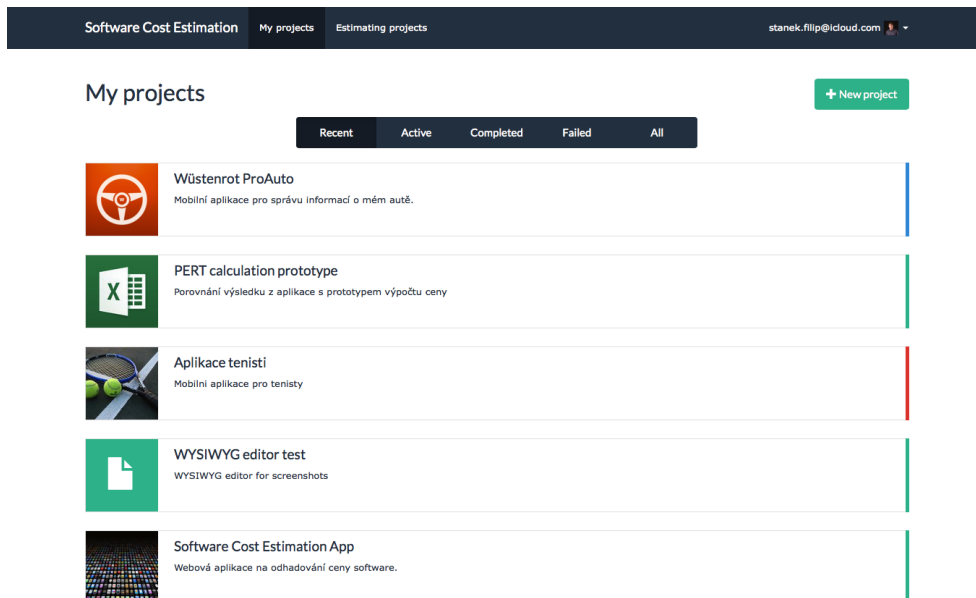 Software Cost Estimation My projects Estimating projects stanek.filip@icloud.com
My projects
New project
Recent Active Completed Failed All
Wüstenrot ProAuto
Mobilní aplikace pro správu informací o mém autě.
PERT calculation prototype
Porovnání výsledku z aplikace s prototypem výpočtu ceny
Aplikace tenisti
Mobilni aplikace pro tenisty
WYSIWYG editor test
WYSIWYG editor for screenshots
Software Cost Estimation App
Webová aplikace na odhadování ceny software.